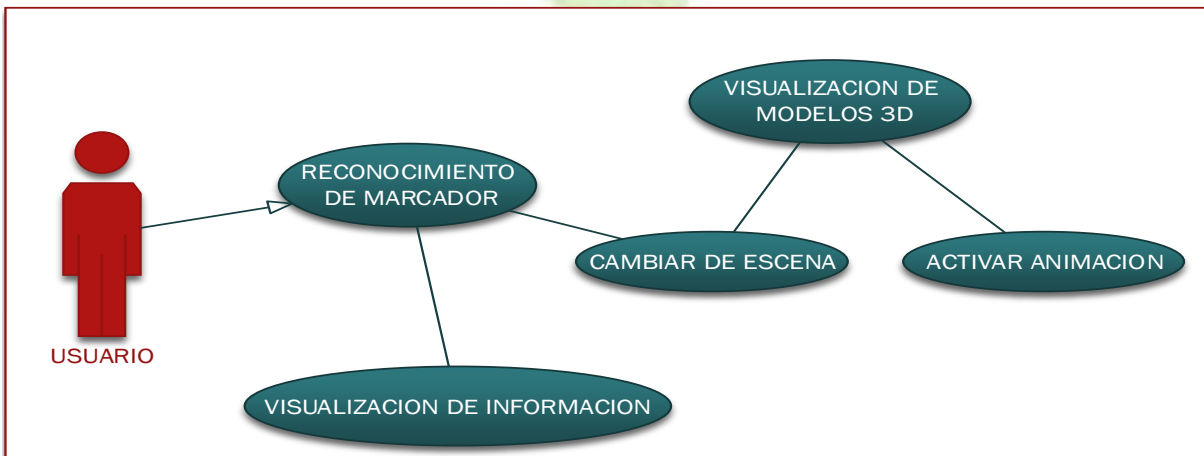 VISUALIZACION DE
MODELOS 3D
RECONOCIMIENTO
DE MARCADOR
CAMBIAR DE ESCENA
ACTIVAR ANIMACION
USUARIO
VISUALIZACION DE INFORMACION